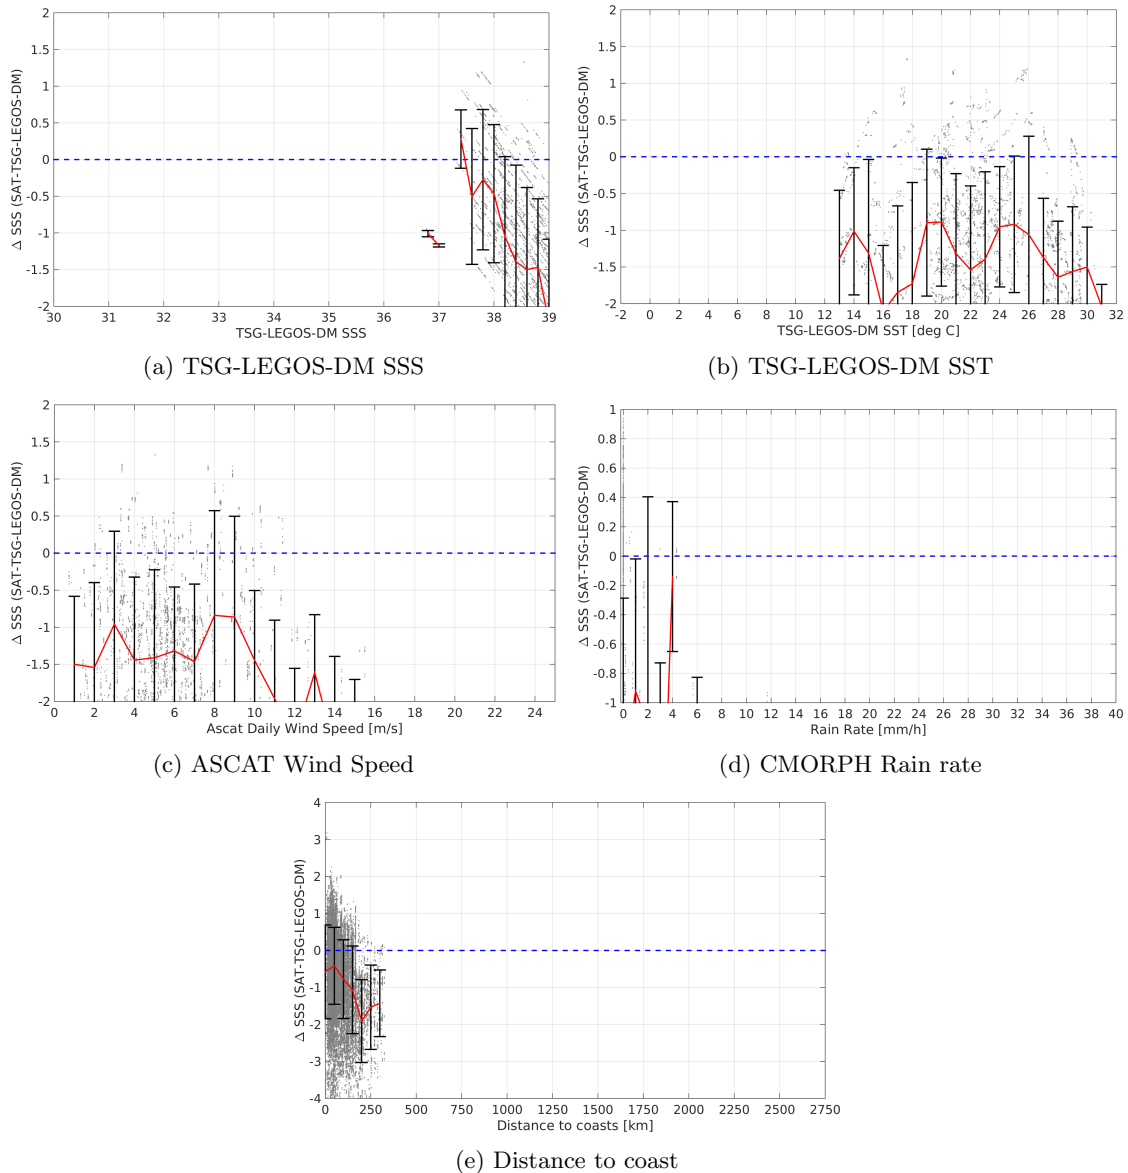 2
1.5
1
0.5
0
-0.5
-1
-1.5
-2
Δ SSS (SAT-TSG-LEGOS-DM)
30 31 32 33 34 35 36 37 38 39
TSG-LEGOS-DM SSS
(a) TSG-LEGOS-DM SSS
2
1.5
1
0.5
0
-0.5
-1
-1.5
-2
Δ SSS (SAT-TSG-LEGOS-DM)
-2 0 2 4 6 8 10 12 14 16 18 20 22 24 26 28 30 32
TSG-LEGOS-DM SST [deg C]
(b) TSG-LEGOS-DM SST
2
1.5
1
0.5
0
-0.5
-1
-1.5
-2
Δ SSS (SAT-TSG-LEGOS-DM)
0 2 4 6 8 10 12 14 16 18 20 22 24
Ascat Daily Wind Speed [m/s]
(c) ASCAT Wind Speed
1
0.8
0.6
0.4
0.2
0
-0.2
-0.4
-0.6
-0.8
-1
Δ SSS (SAT-TSG-LEGOS-DM)
0 2 4 6 8 10 12 14 16 18 20 22 24 26 28 30 32 34 36 38 40
Rain Rate [mm/h]
(d) CMORPH Rain rate
4
3
2
1
0
-1
-2
-3
-4
Δ SSS (SAT-TSG-LEGOS-DM)
0 250 500 750 1000 1250 1500 1750 2000 2250 2500 2750
Distance to coasts [km]
(e) Distance to coast